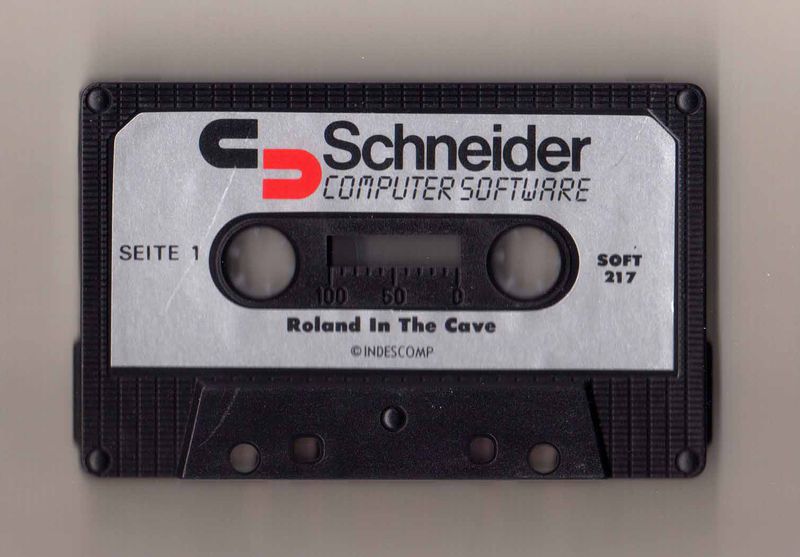 Schneider
COMPUTER SOFTWARE
SEITE 1
SOFT
217
100 50 0
Roland In The Cave
© INDESCOMP